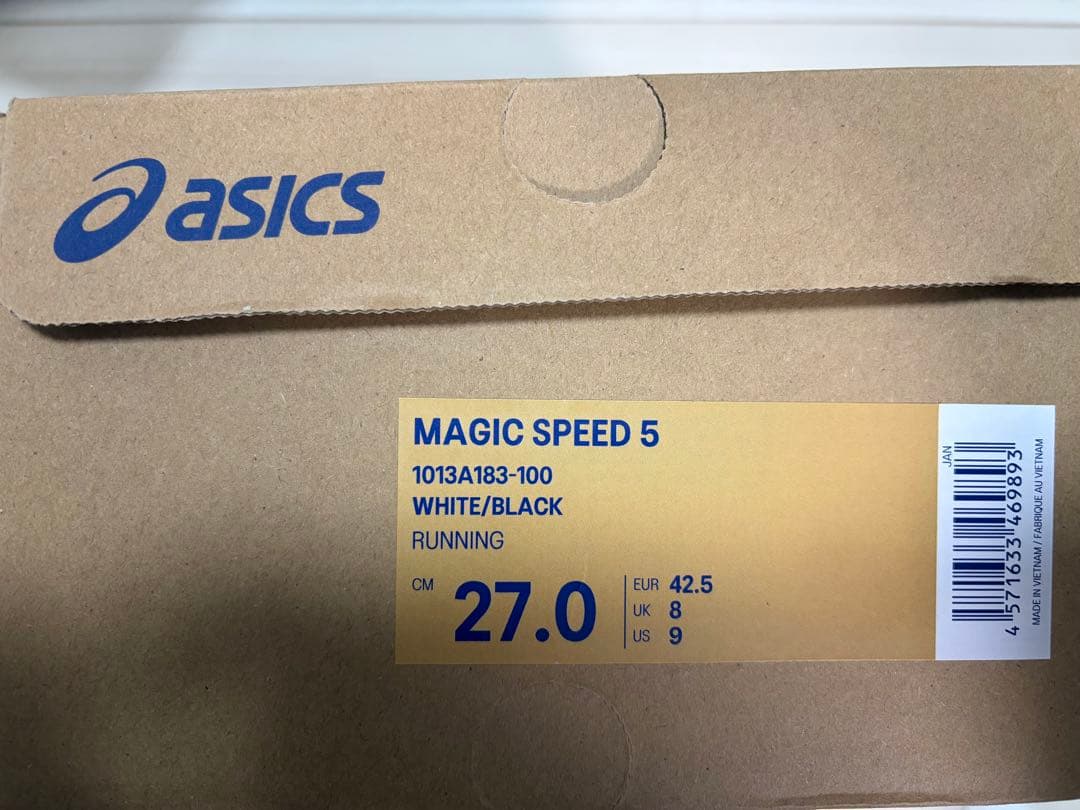 asics
MAGIC SPEED 5
1013A183-100
WHITE/BLACK
RUNNING
CM 27.0
EUR 42.5
UK 8
US 9
JAN
4 571633 469893
MADE IN VIETNAM / FABRIQUE AU VIETNAM